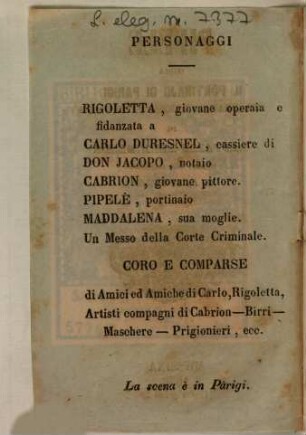 L. eleg. m. 7377
PERSONAGGI
RIGOLETTA , giovane operaia e
fidanzata a
CARLO DURESNEL , cassiere di
DON JACOPO , notaio
CABRION , giovane pittore.
PIPELÈ , portinaio
MADDALENA , sua moglie.
Un Messo della Corte Criminale.
CORO E COMPARSE
di Amici ed Amiche di Carlo, Rigoletta,
Artisti compagni di Cabrion—Birri—
Maschere — Prigionieri , ecc.
La scena è in Pàrigi.